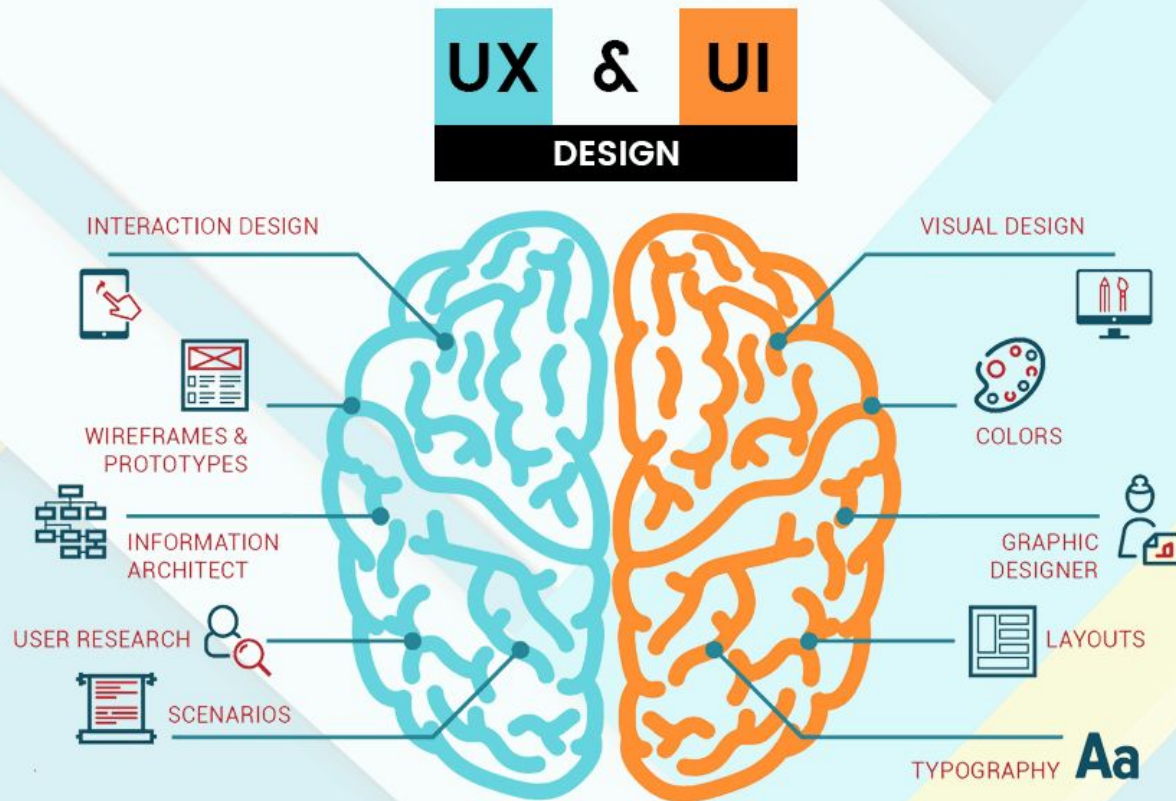 UX & UI
DESIGN
INTERACTION DESIGN
WIREFRAMES &
PROTOTYPES
INFORMATION
ARCHITECT
USER RESEARCH
SCENARIOS
VISUAL DESIGN
COLORS
GRAPHIC
DESIGNER
LAYOUTS
TYPOGRAPHY Aa